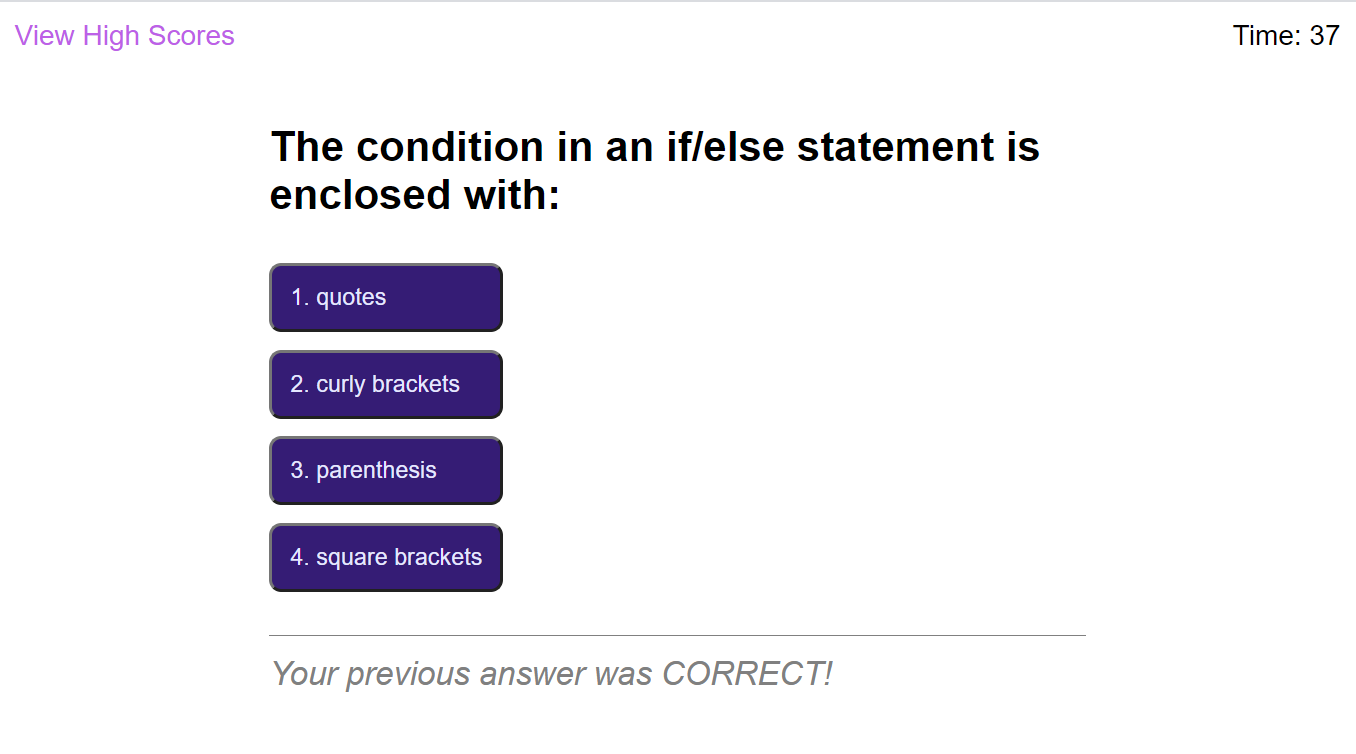 View High Scores
Time: 37
The condition in an if/else statement is
enclosed with:
1. quotes
2. curly brackets
3. parenthesis
4. square brackets
Your previous answer was CORRECT!